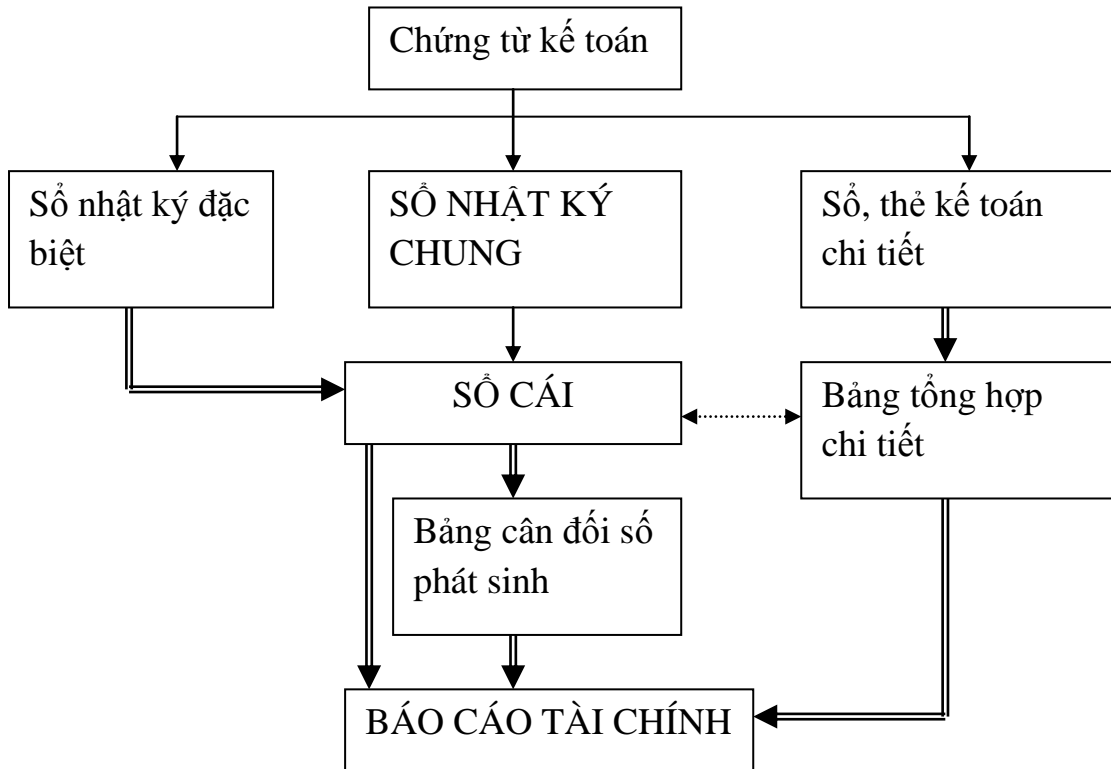 Chứng từ kế toán
Sổ nhật ký đặc
biệt
SỔ NHẬT KÝ
CHUNG
Sổ, thẻ kế toán
chi tiết
SỔ CÁI
Bảng tổng hợp
chi tiết
Bảng cân đối số
phát sinh
BÁO CÁO TÀI CHÍNH